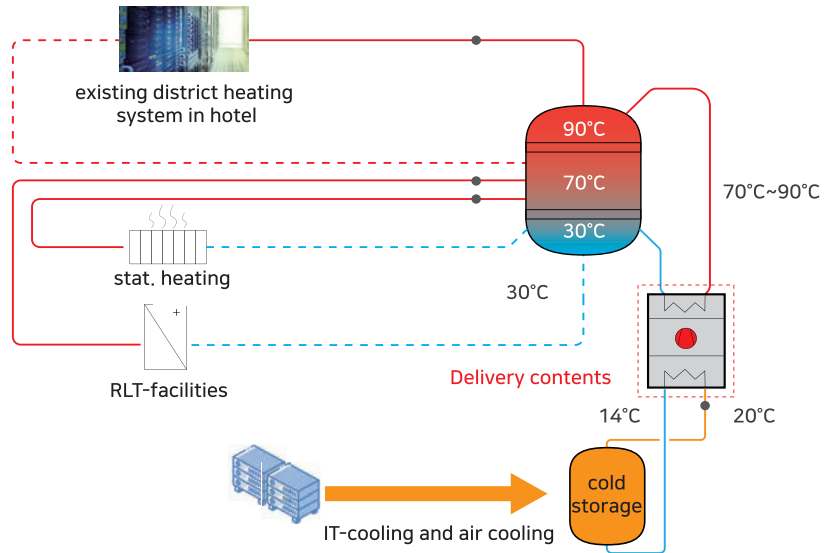 existing district heating
system in hotel
90°C
70°C
30°C
70°C~90°C
stat. heating
30°C
+
RLT-facilities
Delivery contents
14°C
20°C
cold
storage
IT-cooling and air cooling